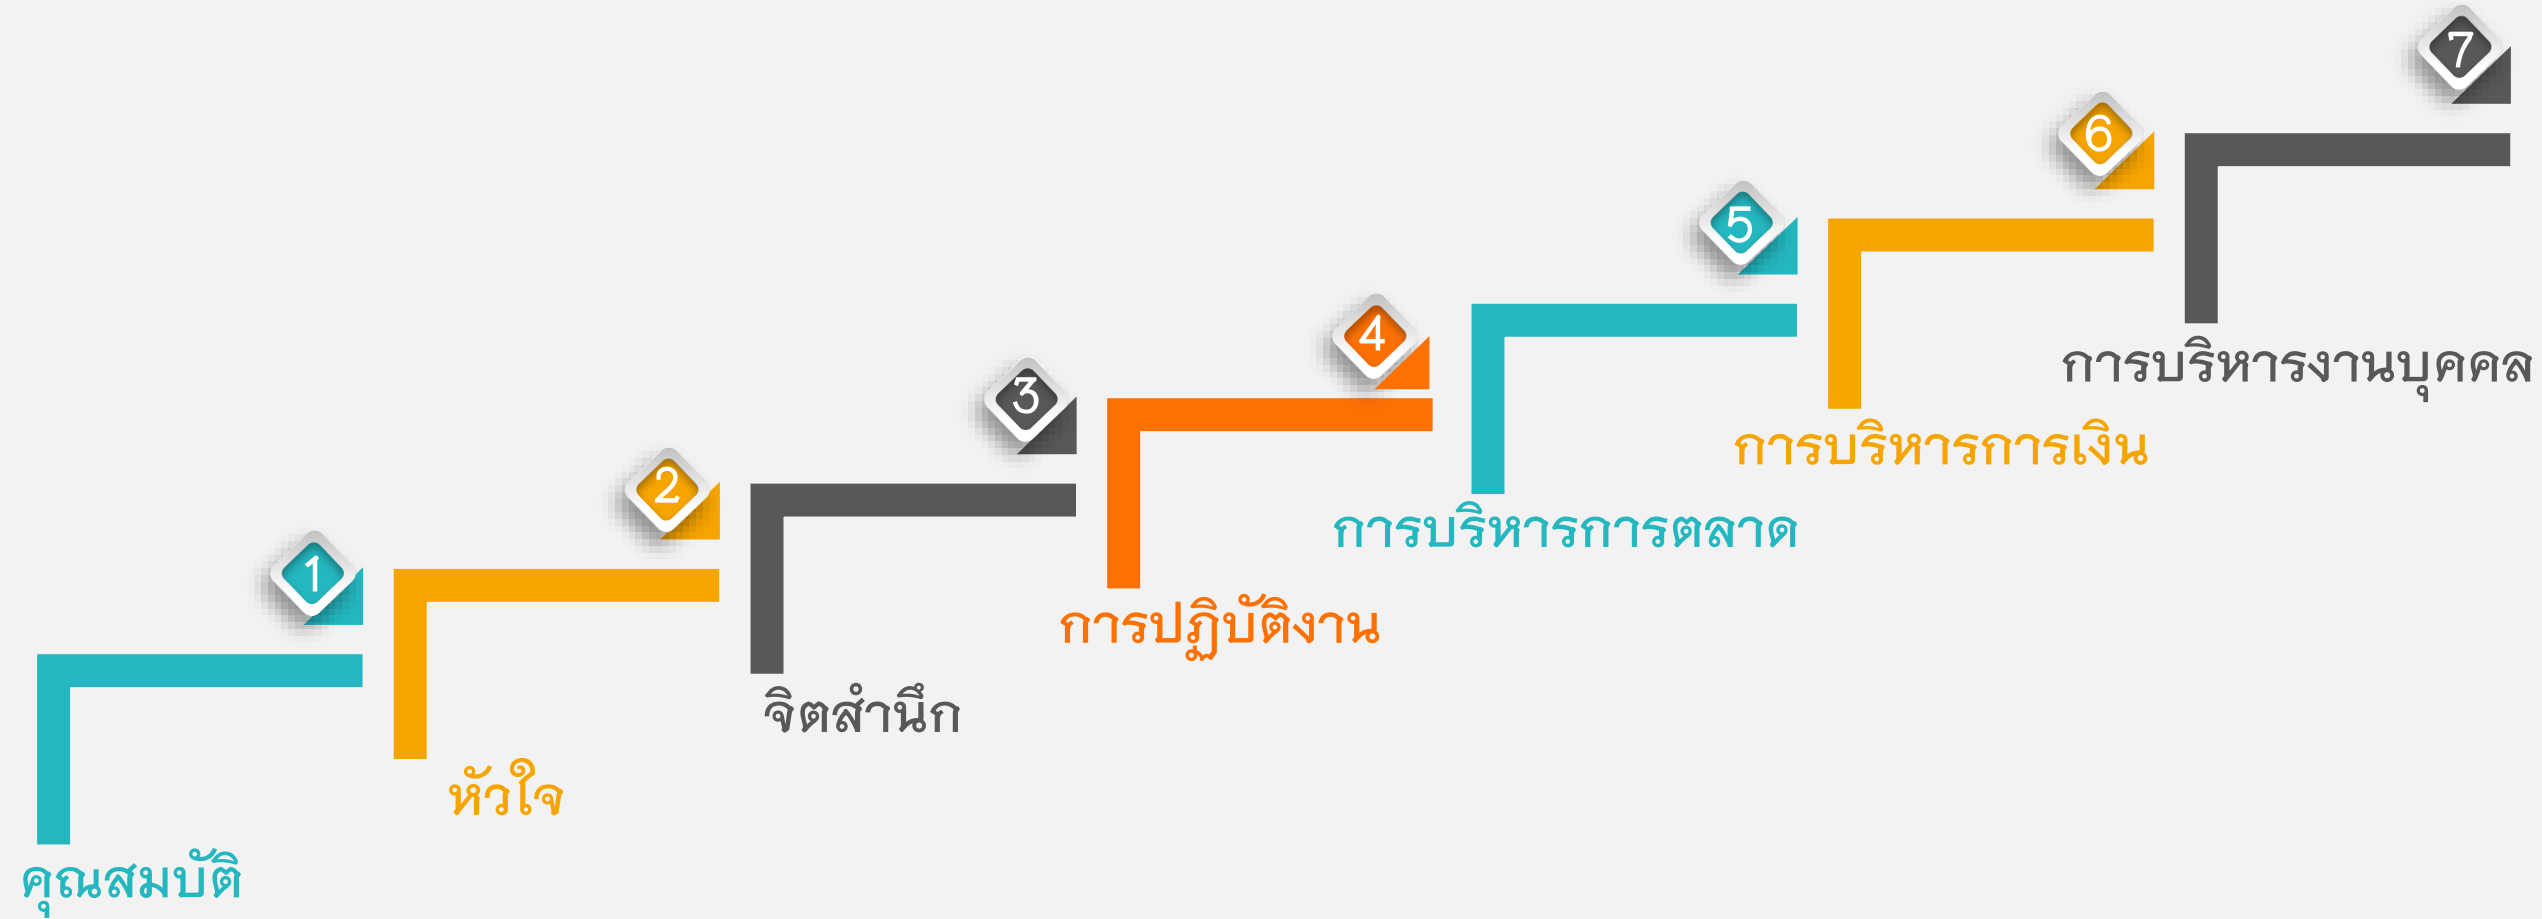 1
คุณสมบัติ
2
หัวใจ
3
จิตสำนึก
4
การปฏิบัติงาน
5
การบริหารการตลาด
6
การบริหารการเงิน
7
การบริหารงานบุคคล